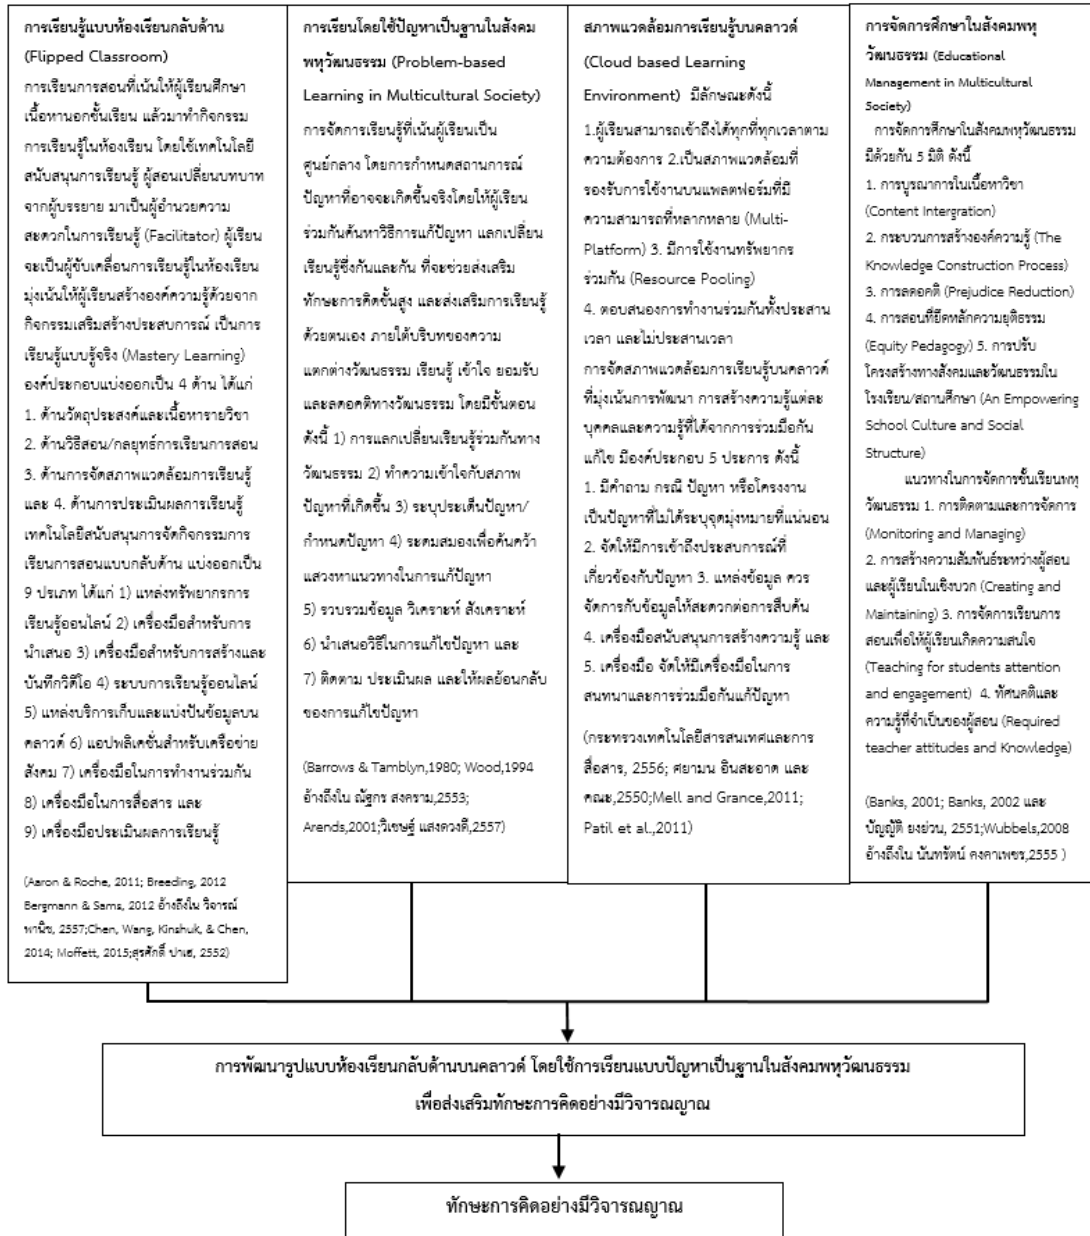 การเรียนรู้แบบห้องเรียนกลับด้าน
(Flipped Classroom)
การเรียนการสอนที่เน้นให้ผู้เรียนศึกษา
เนื้อหานอกชั้นเรียน แล้วมาทำกิจกรรม
การเรียนรู้ในห้องเรียน โดยใช้เทคโนโลยี
สนับสนุนการเรียนรู้ ผู้สอนเปลี่ยนบทบาท
จากผู้บรรยาย มาเป็นผู้อำนวยความ
สะดวกในการเรียนรู้ (Facilitator) ผู้เรียน
จะเป็นผู้ขับเคลื่อนการเรียนรู้ในห้องเรียน
มุ่งเน้นให้ผู้เรียนสร้างองค์ความรู้ด้วยจาก
กิจกรรมเสริมสร้างประสบการณ์ เป็นการ
เรียนรู้แบบรู้จริง (Mastery Learning)
องค์ประกอบแบ่งออกเป็น 4 ด้าน ได้แก่
1. ด้านวัตถุประสงค์และเนื้อหารายวิชา
2. ด้านวิธีสอน/กลยุทธ์การเรียนการสอน
3. ด้านการจัดสภาพแวดล้อมการเรียนรู้
และ 4. ด้านการประเมินผลการเรียนรู้
เทคโนโลยีสนับสนุนการจัดกิจกรรมการ
เรียนการสอนแบบกลับด้าน แบ่งออกเป็น
9 ประเภท ได้แก่ 1) แหล่งทรัพยากรการ
เรียนรู้ออนไลน์ 2) เครื่องมือสำหรับการ
นำเสนอ 3) เครื่องมือสำหรับการสร้างและ
บันทึกวิดีโอ 4) ระบบการเรียนรู้ออนไลน์
5) แหล่งบริการเก็บและแบ่งปันข้อมูลบน
คลาวด์ 6) แอปพลิเคชั่นสำหรับเครือข่าย
สังคม 7) เครื่องมือในการทำงานร่วมกัน
8) เครื่องมือในการสื่อสาร และ
9) เครื่องมือประเมินผลการเรียนรู้
(Aaron & Roche, 2011; Breeding, 2012
Bergmann & Sams, 2012 อ้างถึงใน วิจารณ์
พานิช, 2557;Chen, Wang, Kinshuk, & Chen,
2014; Moffett, 2015;สุรศักดิ์ ปาเฮ, 2552)
การเรียนโดยใช้ปัญหาเป็นฐานในสังคม
พหุวัฒนธรรม (Problem-based
Learning in Multicultural Society)
การจัดการเรียนรู้ที่เน้นผู้เรียนเป็น
ศูนย์กลาง โดยการกำหนดสถานการณ์
ปัญหาที่อาจจะเกิดขึ้นจริงโดยให้ผู้เรียน
ร่วมกันค้นหาวิธีการแก้ปัญหา แลกเปลี่ยน
เรียนรู้ซึ่งกันและกัน ที่จะช่วยส่งเสริม
ทักษะการคิดขั้นสูง และส่งเสริมการเรียนรู้
ด้วยตนเอง ภายใต้บริบทของความ
แตกต่างวัฒนธรรม เรียนรู้ เข้าใจ ยอมรับ
และลดอคติทางวัฒนธรรม โดยมีขั้นตอน
ดังนี้ 1) การแลกเปลี่ยนเรียนรู้ร่วมกันทาง
วัฒนธรรม 2) ทำความเข้าใจกับสภาพ
ปัญหาที่เกิดขึ้น 3) ระบุประเด็นปัญหา/
กำหนดปัญหา 4) ระดมสมองเพื่อค้นคว้า
แสวงหาแนวทางในการแก้ปัญหา
5) รวบรวมข้อมูล วิเคราะห์ สังเคราะห์
6) นำเสนอวิธีในการแก้ไขปัญหา และ
7) ติดตาม ประเมินผล และให้ผลย้อนกลับ
ของการแก้ไขปัญหา
(Barrows & Tamblyn,1980; Wood,1994
อ้างถึงใน ณัฐกร สงคราม,2553;
Arends,2001;วิเชษฐ์ แสงดวงดี,2557)
สภาพแวดล้อมการเรียนรู้บนคลาวด์
(Cloud based Learning
Environment) มีลักษณะดังนี้
1.ผู้เรียนสามารถเข้าถึงได้ทุกที่ทุกเวลาตาม
ความต้องการ 2.เป็นสภาพแวดล้อมที่
รองรับการใช้งานบนแพลตฟอร์มที่มี
ความสามารถที่หลากหลาย (Multi-
Platform) 3. มีการใช้งานทรัพยากร
ร่วมกัน (Resource Pooling)
4. ตอบสนองการทำงานร่วมกันทั้งประสาน
เวลา และไม่ประสานเวลา
การจัดสภาพแวดล้อมการเรียนรู้บนคลาวด์
ที่มุ่งเน้นการพัฒนา การสร้างความรู้แต่ละ
บุคคลและความรู้ที่ได้จากการร่วมมือกัน
แก้ไข มีองค์ประกอบ 5 ประการ ดังนี้
1. มีคำถาม กรณี ปัญหา หรือโครงงาน
เป็นปัญหาที่ไม่ได้ระบุจุดมุ่งหมายที่แน่นอน
2. จัดให้มีการเข้าถึงประสบการณ์ที่
เกี่ยวข้องกับปัญหา 3. แหล่งข้อมูล ควร
จัดการกับข้อมูลให้สะดวกต่อการสืบค้น
4. เครื่องมือสนับสนุนการสร้างความรู้ และ
5. เครื่องมือ จัดให้มีเครื่องมือในการ
สนทนาและการร่วมมือกันแก้ปัญหา
(กระทรวงเทคโนโลยีสารสนเทศและการ
สื่อสาร, 2556; ศยามน อินสะอาด และ
คณะ,2550;Mell and Grance,2011;
Patil et al.,2011)
การจัดการศึกษาในสังคมพหุ
วัฒนธรรม (Educational
Management in Multicultural
Society)
การจัดการศึกษาในสังคมพหุวัฒนธรรม
มีด้วยกัน 5 มิติ ดังนี้
1. การบูรณาการในเนื้อหาวิชา
(Content Intergration)
2. กระบวนการสร้างองค์ความรู้ (The
Knowledge Construction Process)
3. การลดอคติ (Prejudice Reduction)
4. การสอนที่ยึดหลักความยุติธรรม
(Equity Pedagogy) 5. การปรับ
โครงสร้างทางสังคมและวัฒนธรรมใน
โรงเรียน/สถานศึกษา (An Empowering
School Culture and Social
Structure)
แนวทางในการจัดการชั้นเรียนพหุ
วัฒนธรรม 1. การติดตามและการจัดการ
(Monitoring and Managing)
2. การสร้างความสัมพันธ์ระหว่างผู้สอน
และผู้เรียนในเชิงบวก (Creating and
Maintaining) 3. การจัดการเรียนการ
สอนเพื่อให้ผู้เรียนเกิดความสนใจ
(Teaching for students attention
and engagement) 4. ทัศนคติและ
ความรู้ที่จำเป็นของผู้สอน (Required
teacher attitudes and Knowledge)
(Banks, 2001; Banks, 2002 และ
บัญญัติ ยงย่วน, 2551;Wubbels,2008
อ้างถึงใน นันทรัตน์ คงคาเพชร,2555 )
การพัฒนารูปแบบห้องเรียนกลับด้านบนคลาวด์ โดยใช้การเรียนแบบปัญหาเป็นฐานในสังคมพหุวัฒนธรรม
เพื่อส่งเสริมทักษะการคิดอย่างมีวิจารณญาณ
ทักษะการคิดอย่างมีวิจารณญาณ